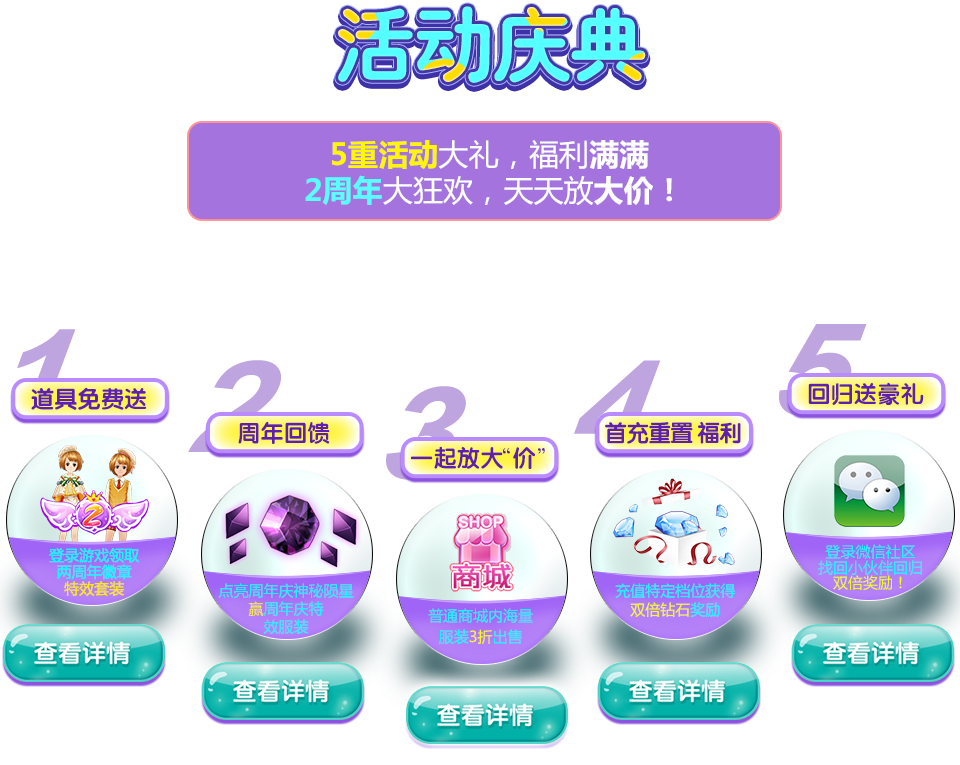 活动庆典
5重活动大礼，福利满满
2周年大狂欢，天天放大价！
1
道具免费送
2
登录游戏领取
两周年徽章
特效套装
查看详情
2
周年回馈
点亮周年庆神秘陨星
赢周年庆特
效服装
查看详情
3
一起放大“价”
SHOP
商城
普通商城内海量
服装3折出售
查看详情
4
首充重置 福利
充值特定档位获得
双倍钻石奖励
查看详情
5
回归送豪礼
登录微信社区
找回小伙伴回归
双倍奖励！
查看详情